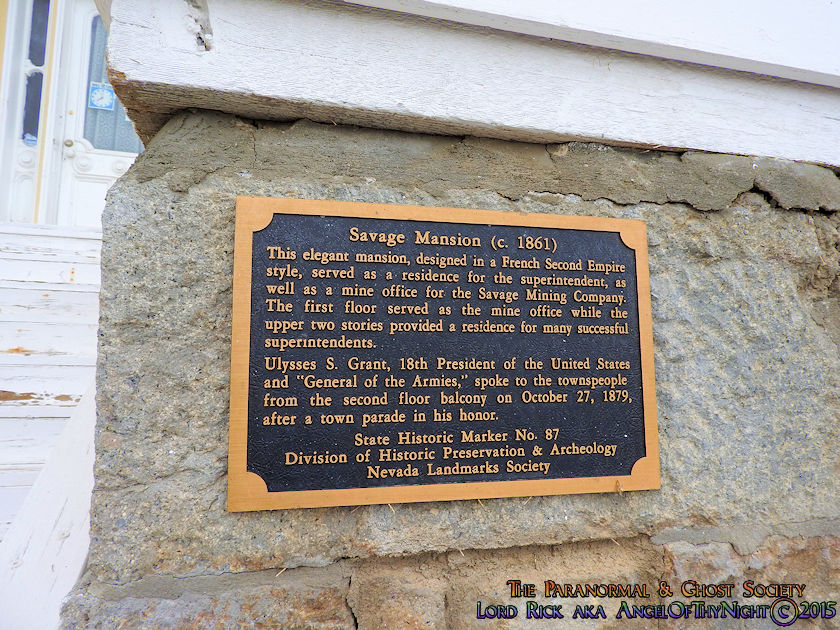 Savage Mansion (c. 1861)
This elegant mansion, designed in a French Second Empire
style, served as a residence for the superintendent, as
well as a mine office for the Savage Mining Company.
The first floor served as the mine office while the
upper two stories provided a residence for many successful
superintendents.
Ulysses S. Grant, 18th President of the United States
and "General of the Armies," spoke to the townspeople
from the second floor balcony on October 27, 1879,
after a town parade in his honor.
State Historic Marker No. 87
Division of Historic Preservation & Archeology
Nevada Landmarks Society
The Paranormal & Ghost Society
Lord Rick aka AngelOfThyNight © 2015